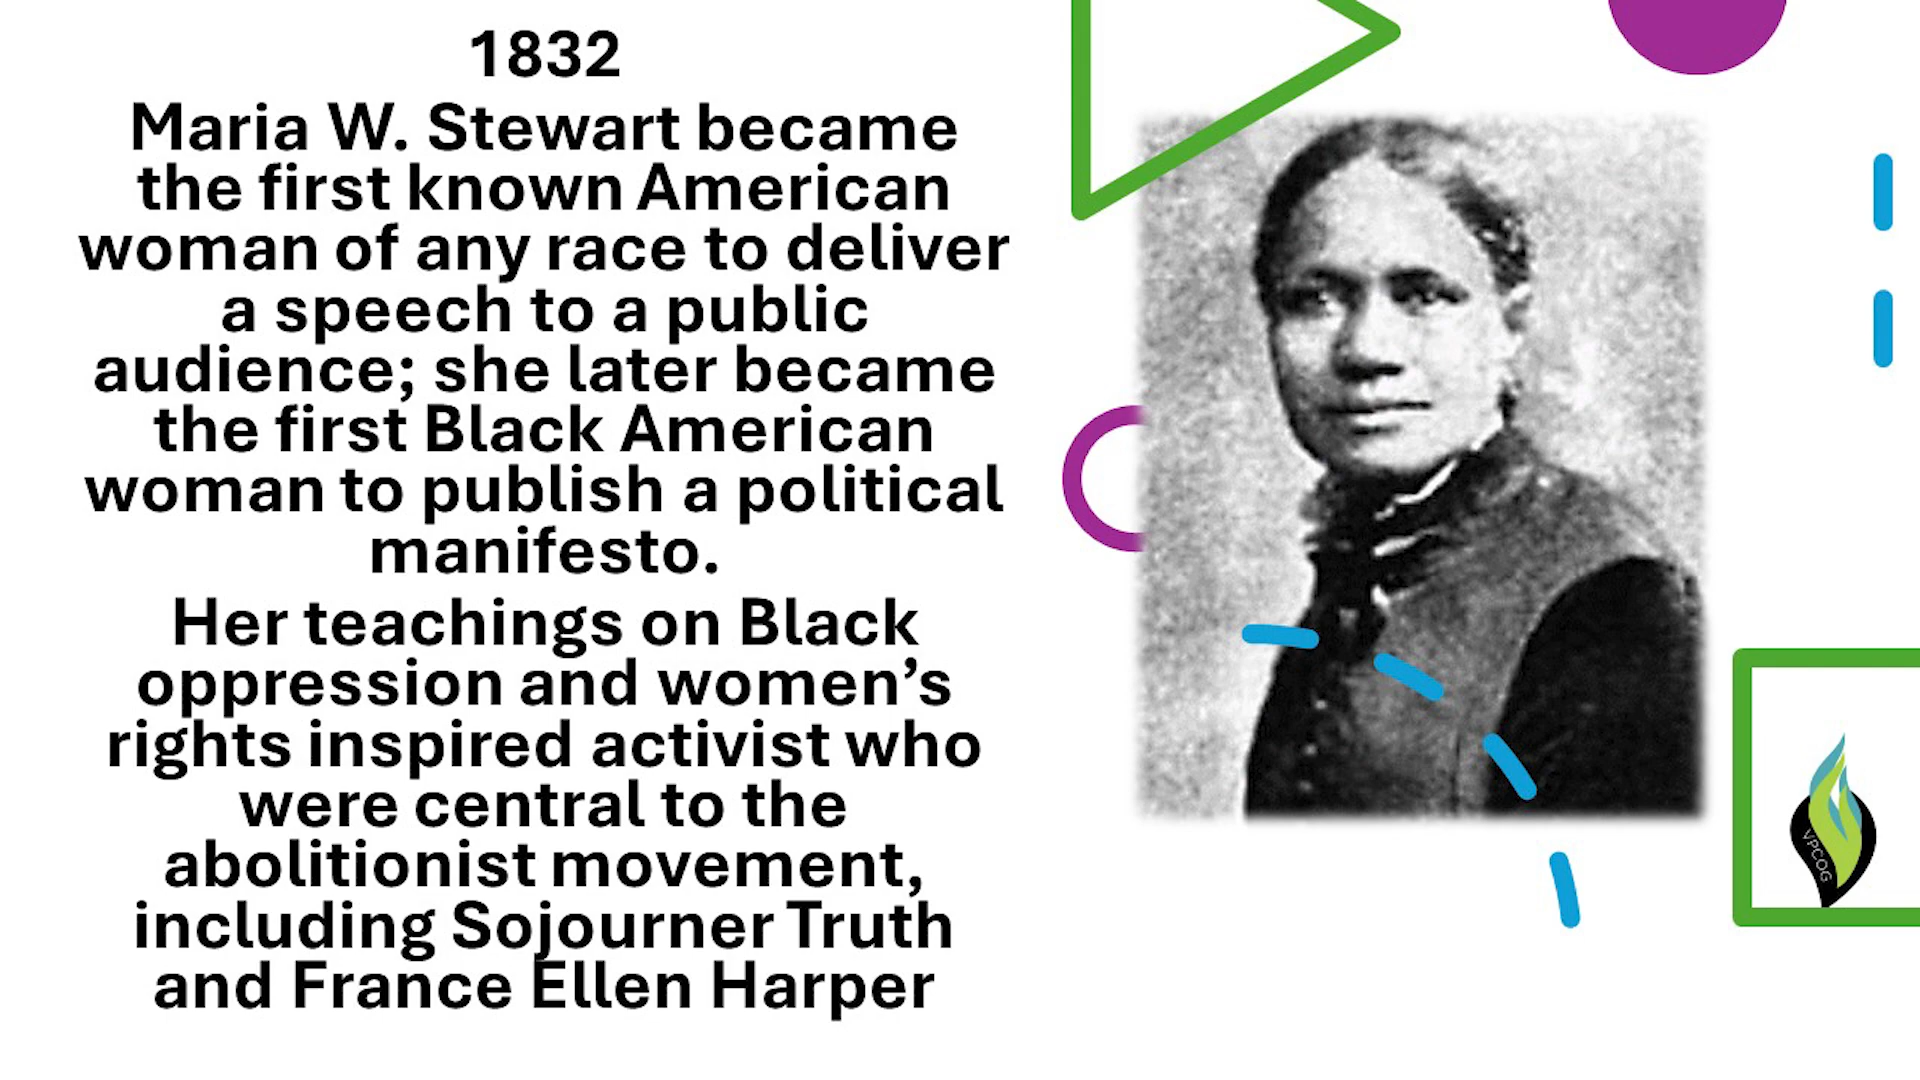 1832
Maria W. Stewart became
the first known American
woman of any race to deliver
a speech to a public
audience; she later became
the first Black American
woman to publish a political
manifesto.
Her teachings on Black
oppression and women’s
rights inspired activist who
were central to the
abolitionist movement,
including Sojourner Truth
and France Ellen Harper
VPCOG